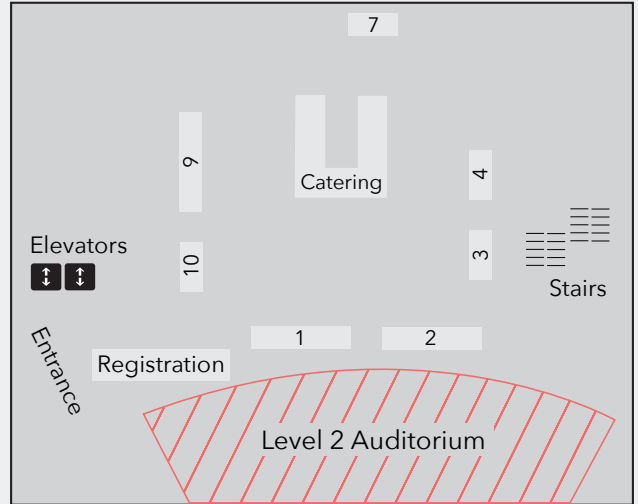 7
9
Catering
4
Elevators
10
3
Stairs
Entrance
1
2
Registration
Level 2 Auditorium